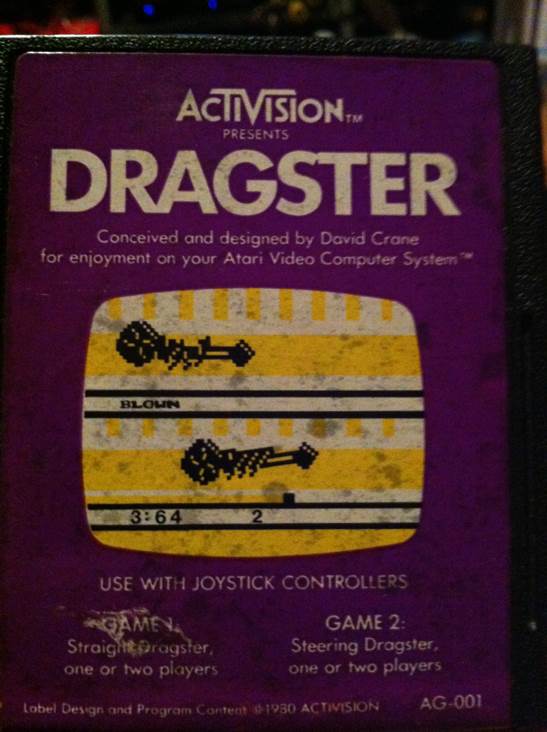 ACTIVISION™
PRESENTS
DRAGSTER
Conceived and designed by David Crane
for enjoyment on your Atari Video Computer System™
BLOWN
3:64 2
USE WITH JOYSTICK CONTROLLERS
GAME 1:
Straight Dragster,
one or two players
GAME 2:
Steering Dragster,
one or two players
Label Design and Program Content ©1980 ACTIVISION
AG-001